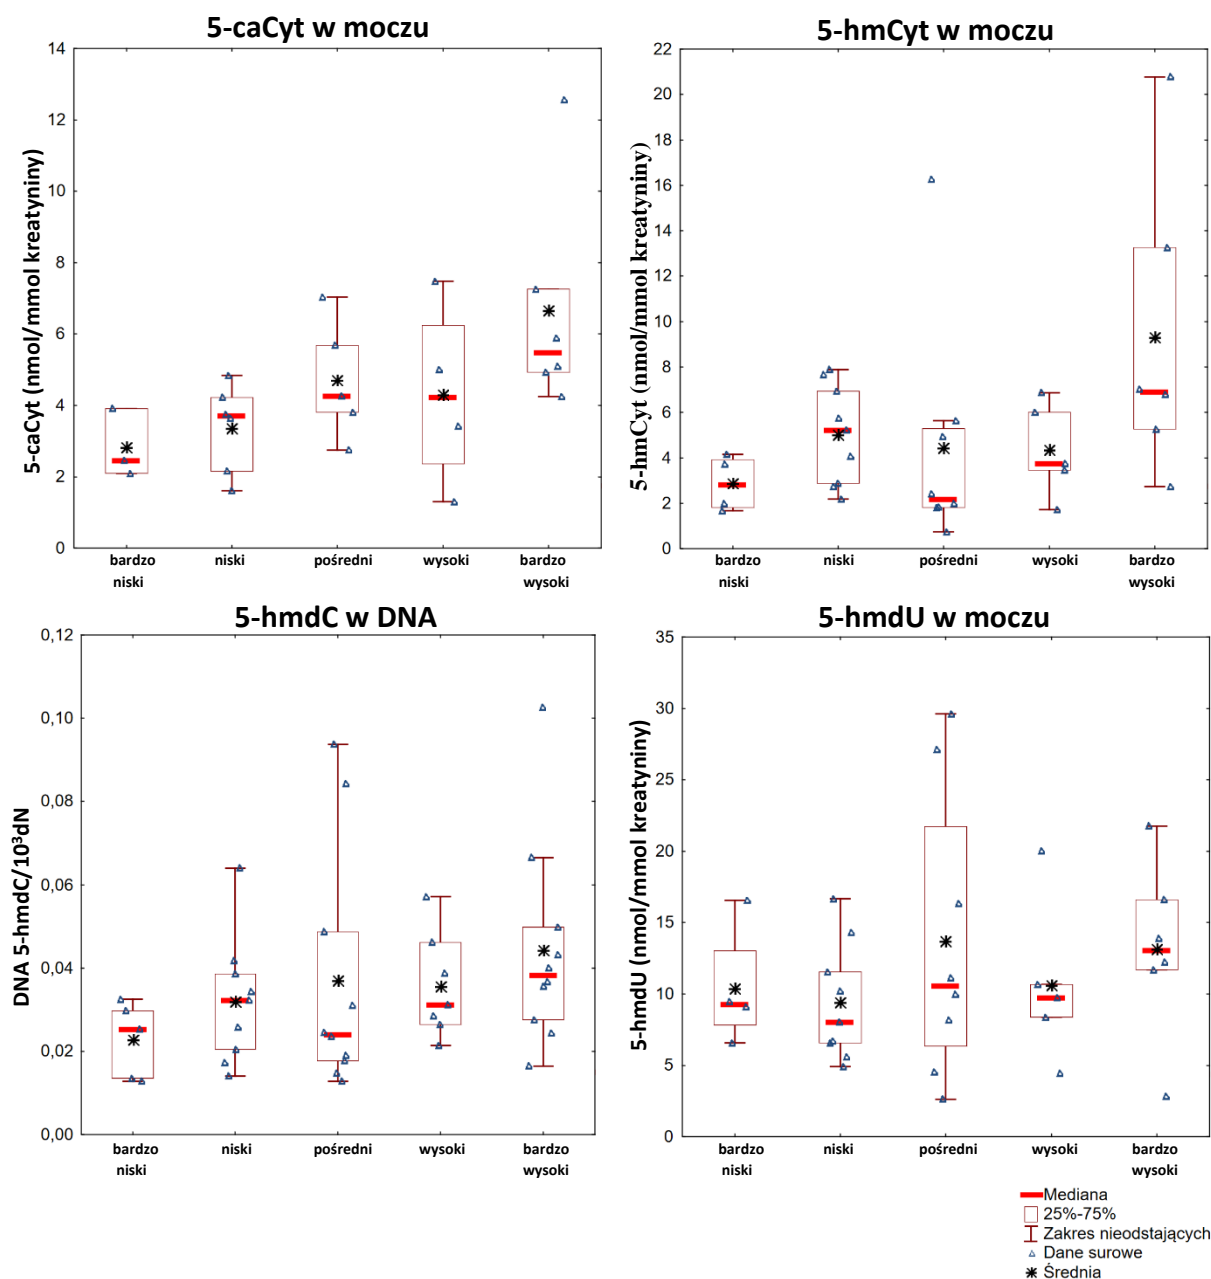 5-caCyt w moczu
5-caCyt (nmol/mmol kreatyniny)
14
12
10
8
6
4
2
0
bardzo
niski
niski
pośredni
wysoki
bardzo
wysoki
5-hmCyt w moczu
5-hmCyt (nmol/mmol kreatyniny)
22
20
18
16
14
12
10
8
6
4
2
0
bardzo
niski
niski
pośredni
wysoki
bardzo
wysoki
5-hmdC w DNA
DNA 5-hmdC/10³dN
0,12
0,10
0,08
0,06
0,04
0,02
0,00
bardzo
niski
niski
pośredni
wysoki
bardzo
wysoki
5-hmdU w moczu
5-hmdU (nmol/mmol kreatyniny)
35
30
25
20
15
10
5
0
bardzo
niski
niski
pośredni
wysoki
bardzo
wysoki
Mediana
25%-75%
Zakres nieodstających
Dane surowe
Średnia